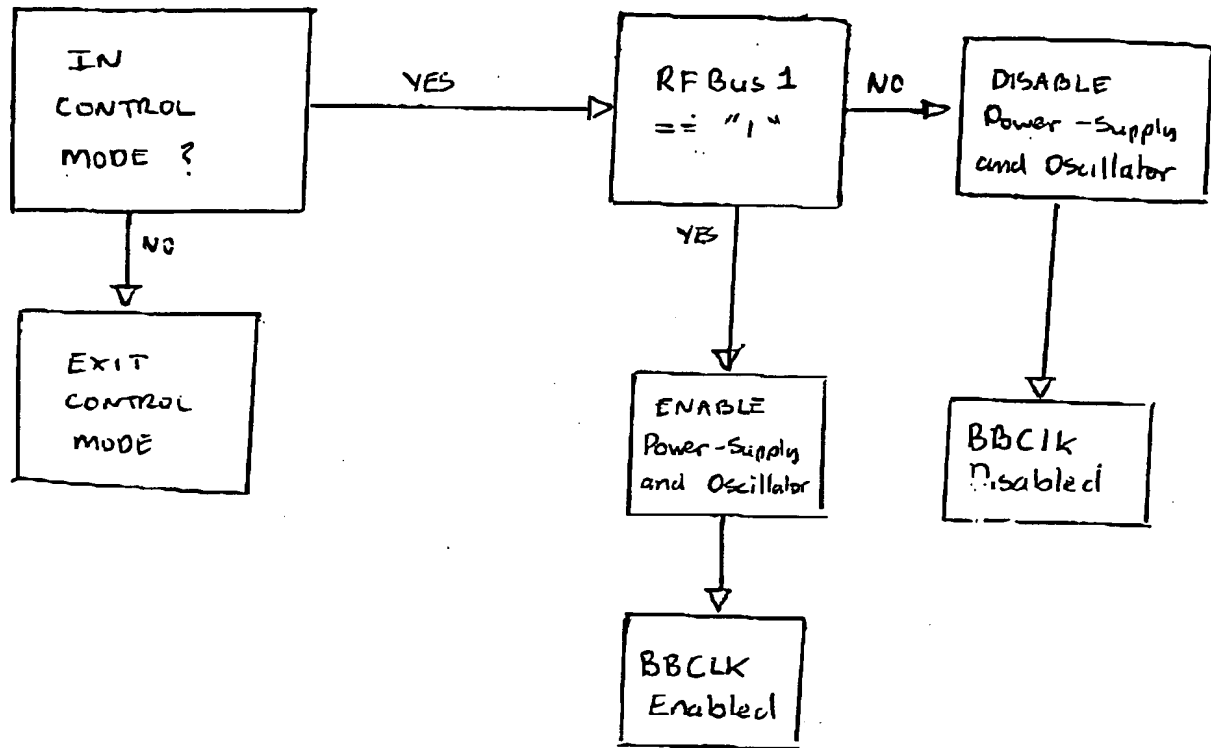 IN
CONTROL
MODE ?
YES
RF Bus 1
== "1"
NO
DISABLE
Power-Supply
and Oscillator
NO
YES
EXIT
CONTROL
MODE
ENABLE
Power-Supply
and Oscillator
BBClk
Disabled
BBCLK
Enabled